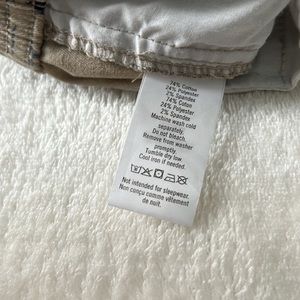 74% Cotton
24% Polyester
2% Spandex
74% Coton
24% Polyester
2% Spandex
Machine wash cold
separately.
Do not bleach.
Remove from washer
promptly.
Tumble dry low
Cool iron if needed.
Not intended for sleepwear.
Non conçu comme vêtement
de nuit.